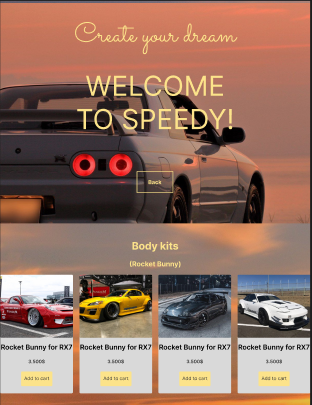 Create your dream
WELCOME
TO SPEEDY!
Back
Body kits
(Rocket Bunny)
Rocket Bunny for RX7
Rocket Bunny for RX7
Rocket Bunny for RX7
Rocket Bunny for RX7
3.500$
3.500$
3.500$
3.500$
Add to cart
Add to cart
Add to cart
Add to cart